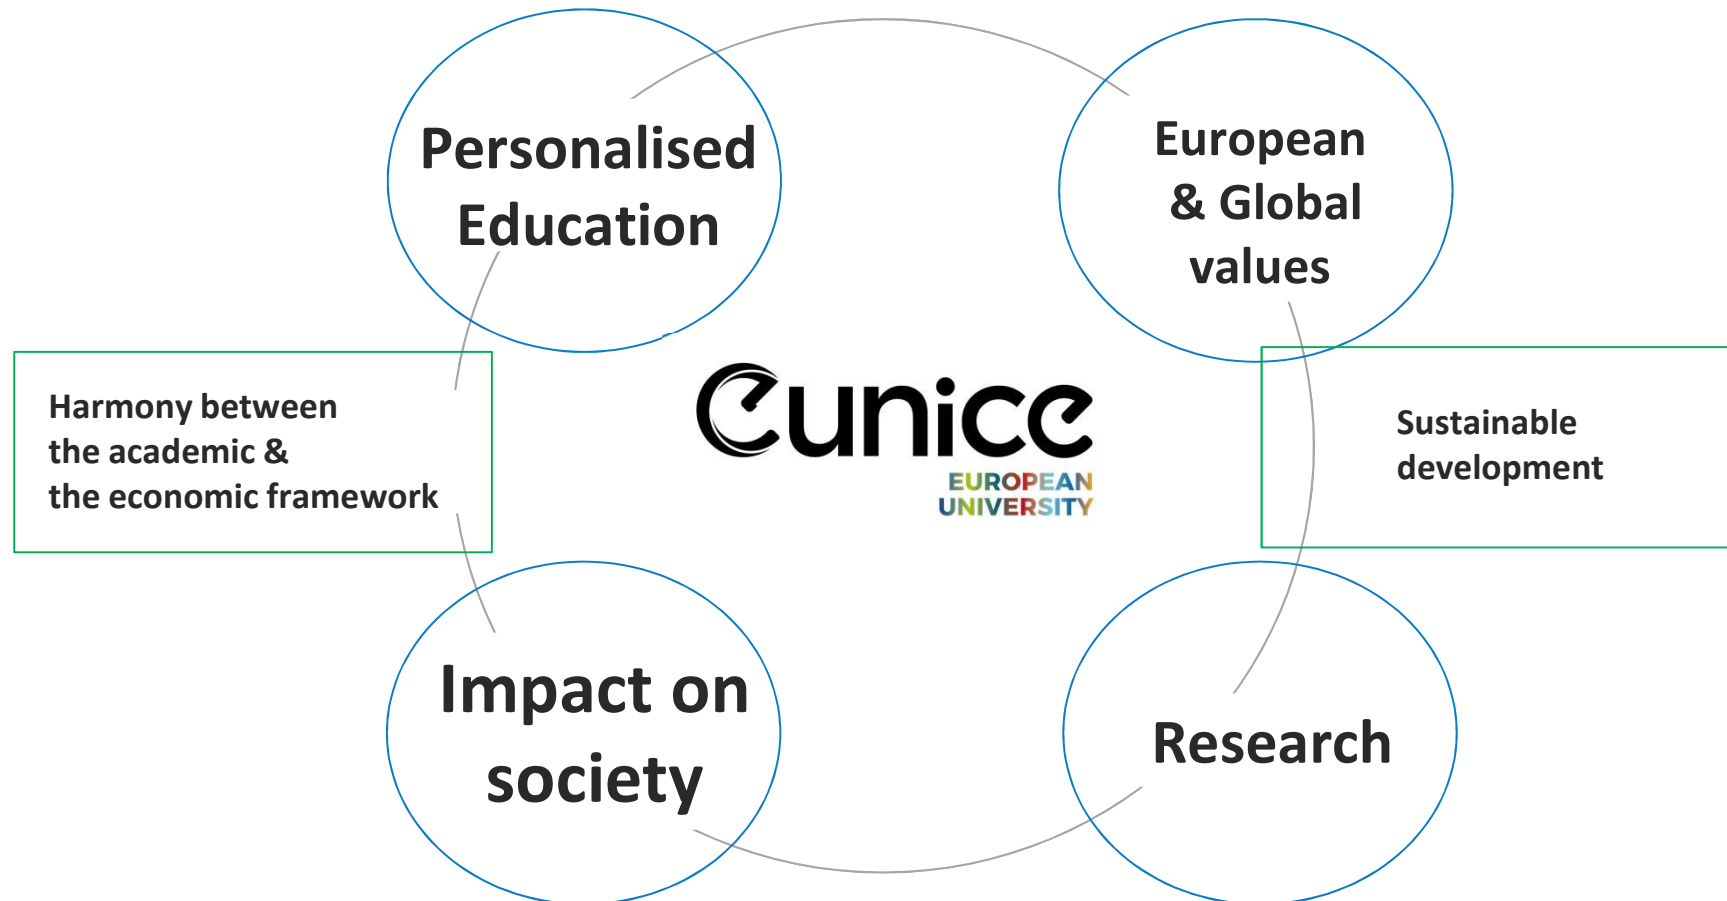 Personalised
Education
European
& Global
values
Harmony between
the academic &
the economic framework
eunice
EUROPEAN
UNIVERSITY
Sustainable
development
Impact on
society
Research